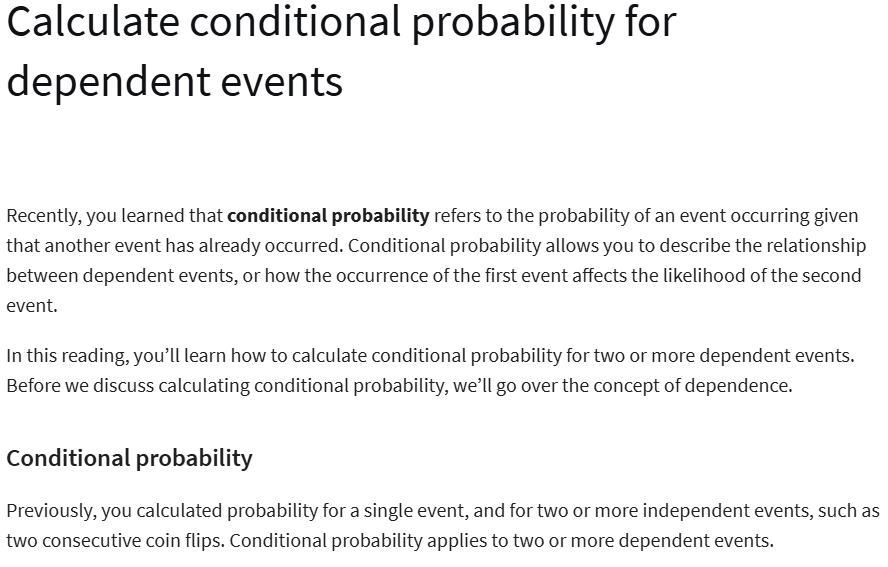 Calculate conditional probability for
dependent events
Recently, you learned that conditional probability refers to the probability of an event occurring given
that another event has already occurred. Conditional probability allows you to describe the relationship
between dependent events, or how the occurrence of the first event affects the likelihood of the second
event.
In this reading, you’ll learn how to calculate conditional probability for two or more dependent events.
Before we discuss calculating conditional probability, we’ll go over the concept of dependence.
Conditional probability
Previously, you calculated probability for a single event, and for two or more independent events, such as
two consecutive coin flips. Conditional probability applies to two or more dependent events.